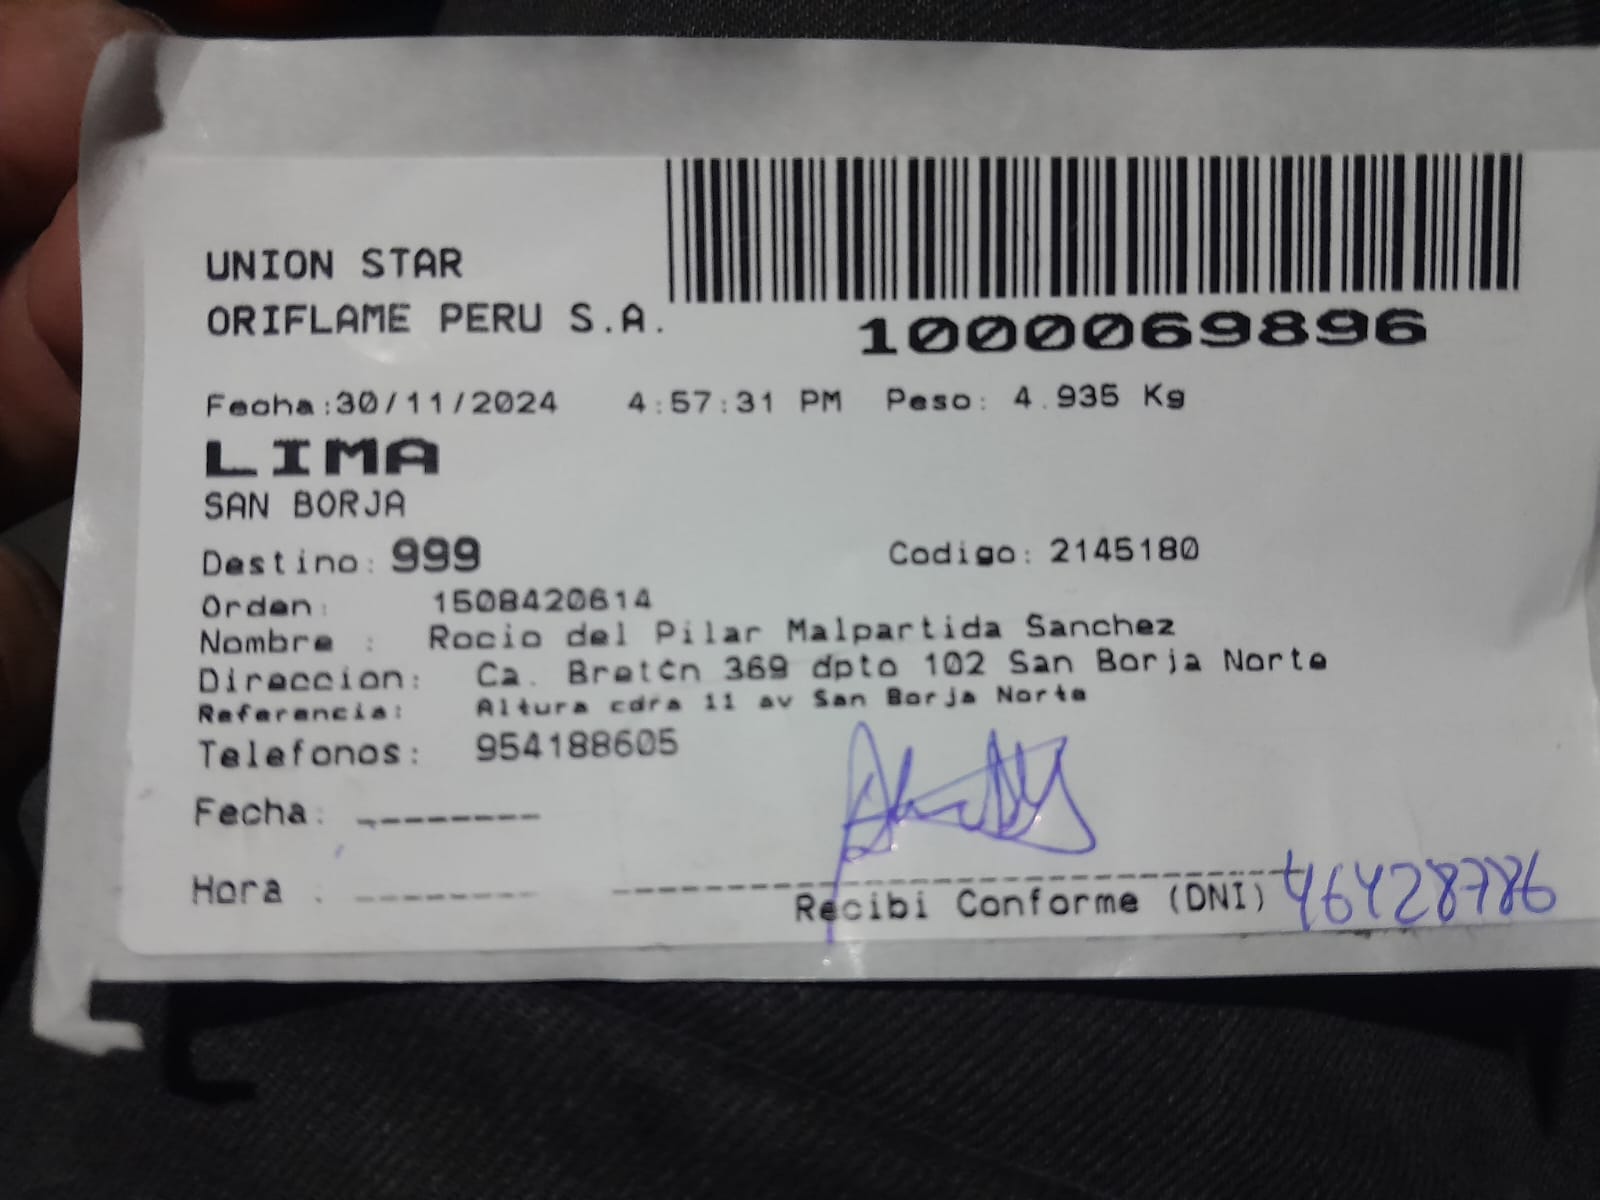 UNION STAR
ORIFLAME PERU S.A.
1000069896
Fecha:30/11/2024 4:57:31 PM Peso: 4.935 Kg
LIMA
SAN BORJA
Destino: 999 Codigo: 2145180
Orden: 1508420614
Nombre : Rocio del Pilar Malpartida Sanchez
Direccion: Ca. Bretén 369 dpto 102 San Borja Norte
Referencia: Altura cdra 11 av San Borja Norte
Telefonos: 954188605
Fecha: --------
Hora : --------
Recibi Conforme (DNI) 46428786